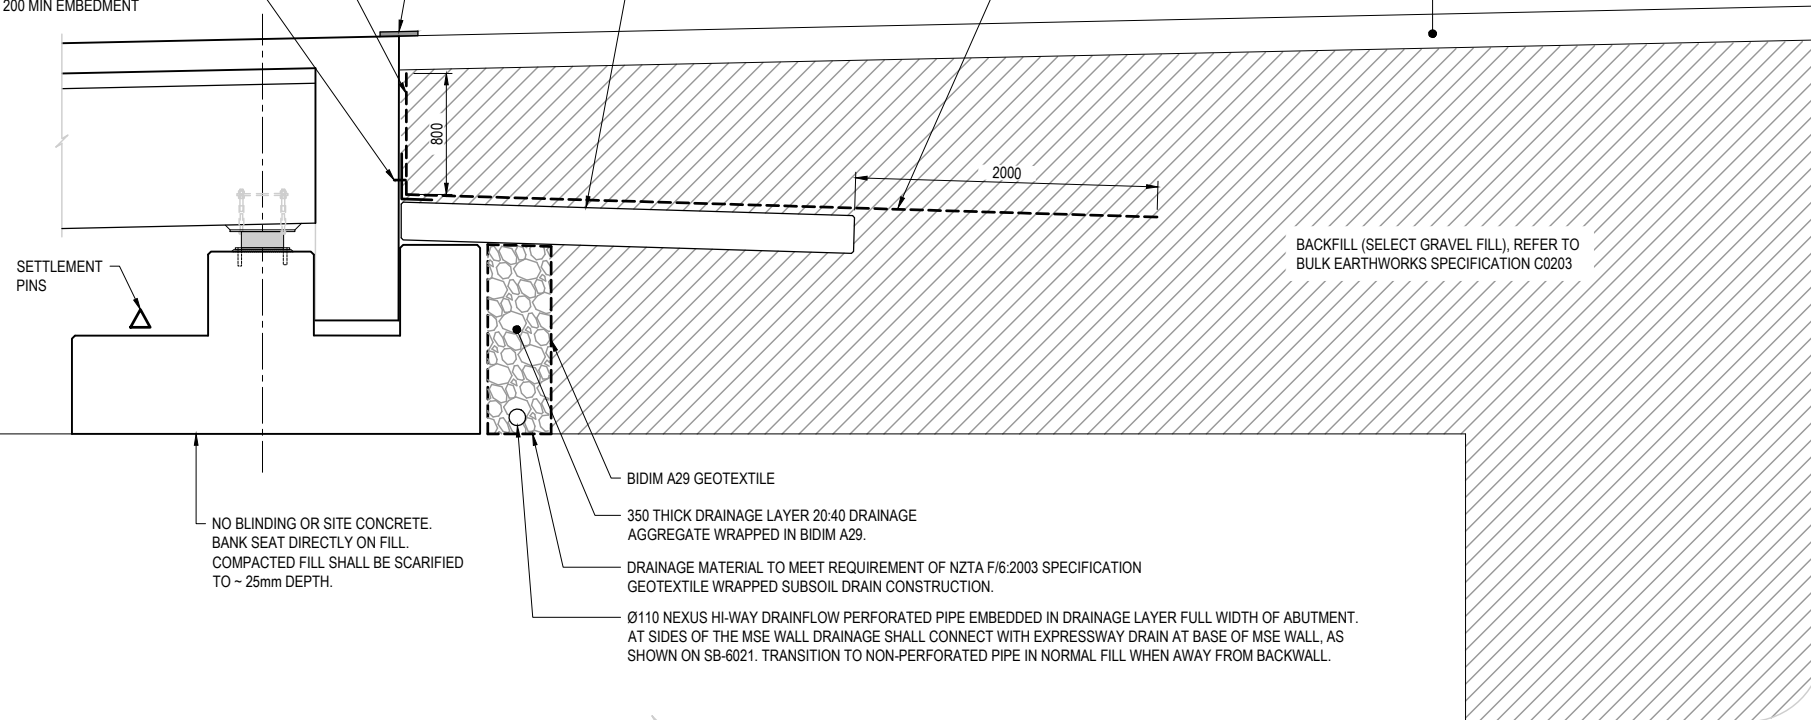 200 MIN EMBEDMENT
800
2000
SETTLEMENT
PINS
BACKFILL (SELECT GRAVEL FILL), REFER TO
BULK EARTHWORKS SPECIFICATION C0203
BIDIM A29 GEOTEXTILE
350 THICK DRAINAGE LAYER 20:40 DRAINAGE
AGGREGATE WRAPPED IN BIDIM A29.
NO BLINDING OR SITE CONCRETE.
BANK SEAT DIRECTLY ON FILL.
COMPACTED FILL SHALL BE SCARIFIED
TO ~ 25mm DEPTH.
DRAINAGE MATERIAL TO MEET REQUIREMENT OF NZTA F/6:2003 SPECIFICATION
GEOTEXTILE WRAPPED SUBSOIL DRAIN CONSTRUCTION.
Ø110 NEXUS HI-WAY DRAINFLOW PERFORATED PIPE EMBEDDED IN DRAINAGE LAYER FULL WIDTH OF ABUTMENT.
AT SIDES OF THE MSE WALL DRAINAGE SHALL CONNECT WITH EXPRESSWAY DRAIN AT BASE OF MSE WALL, AS
SHOWN ON SB-6021. TRANSITION TO NON-PERFORATED PIPE IN NORMAL FILL WHEN AWAY FROM BACKWALL.